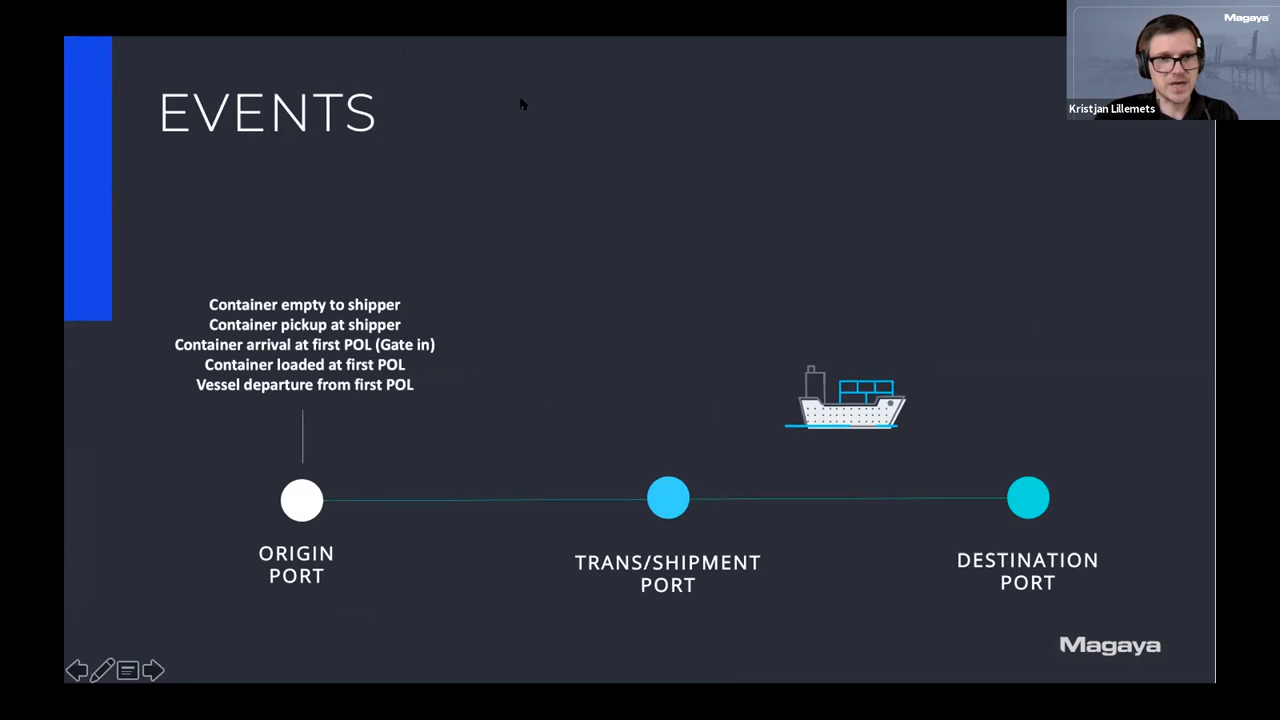 Magaya
Kristjan Lillemets
EVENTS
Container empty to shipper
Container pickup at shipper
Container arrival at first POL (Gate in)
Container loaded at first POL
Vessel departure from first POL
ORIGIN
PORT
TRANS/SHIPMENT
PORT
DESTINATION
PORT
Magaya